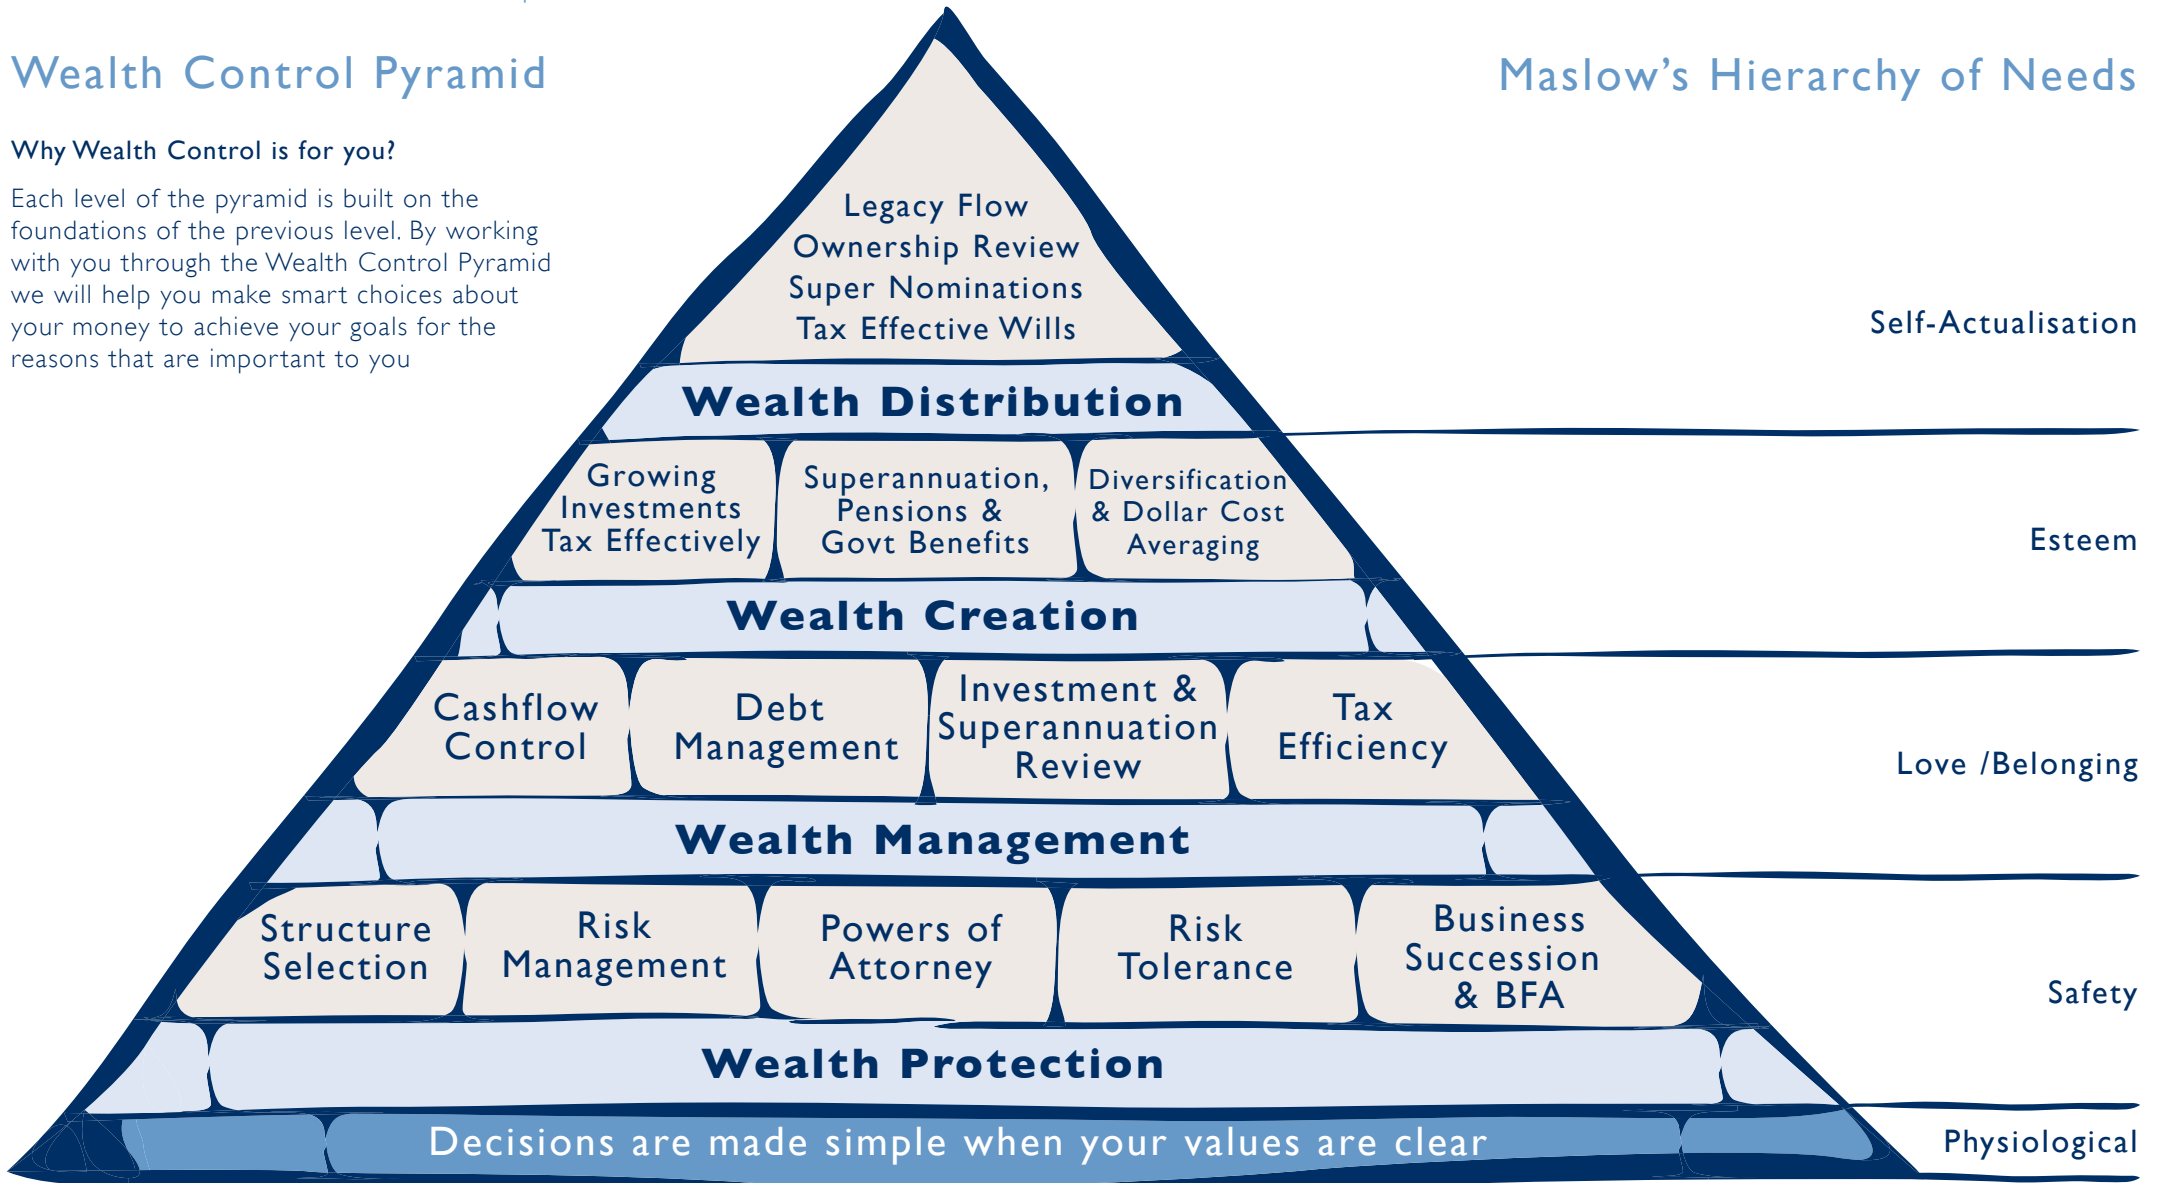 Wealth Control Pyramid
Maslow's Hierarchy of Needs
Why Wealth Control is for you?
Each level of the pyramid is built on the
foundations of the previous level. By working
with you through the Wealth Control Pyramid
we will help you make smart choices about
your money to achieve your goals for the
reasons that are important to you
Legacy Flow
Ownership Review
Super Nominations
Tax Effective Wills
Self-Actualisation
Wealth Distribution
Growing
Investments
Tax Effectively
Superannuation,
Pensions &
Govt Benefits
Diversification
& Dollar Cost
Averaging
Esteem
Wealth Creation
Cashflow
Control
Debt
Management
Investment &
Superannuation
Review
Tax
Efficiency
Love /Belonging
Wealth Management
Structure
Selection
Risk
Management
Powers of
Attorney
Risk
Tolerance
Business
Succession
& BFA
Safety
Wealth Protection
Decisions are made simple when your values are clear
Physiological